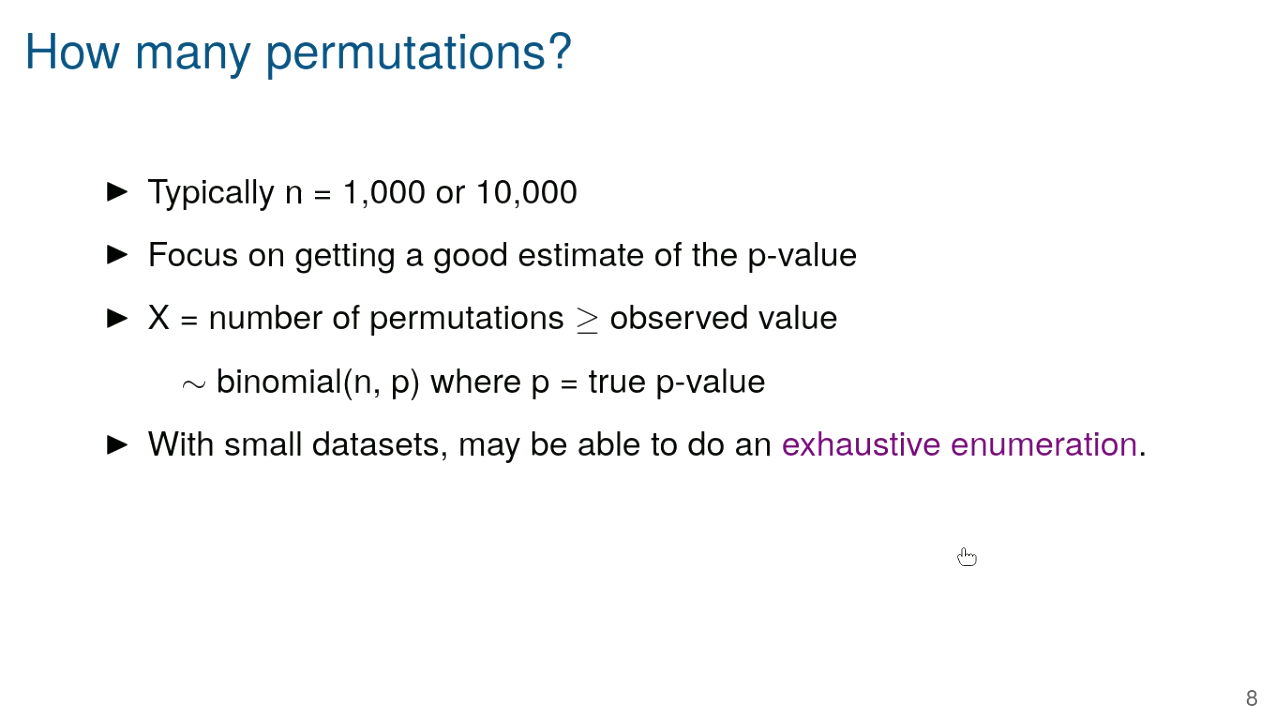 How many permutations?
▶ Typically n = 1,000 or 10,000
▶ Focus on getting a good estimate of the p-value
▶ X = number of permutations ≥ observed value
∼ binomial(n, p) where p = true p-value
▶ With small datasets, may be able to do an exhaustive enumeration.
8